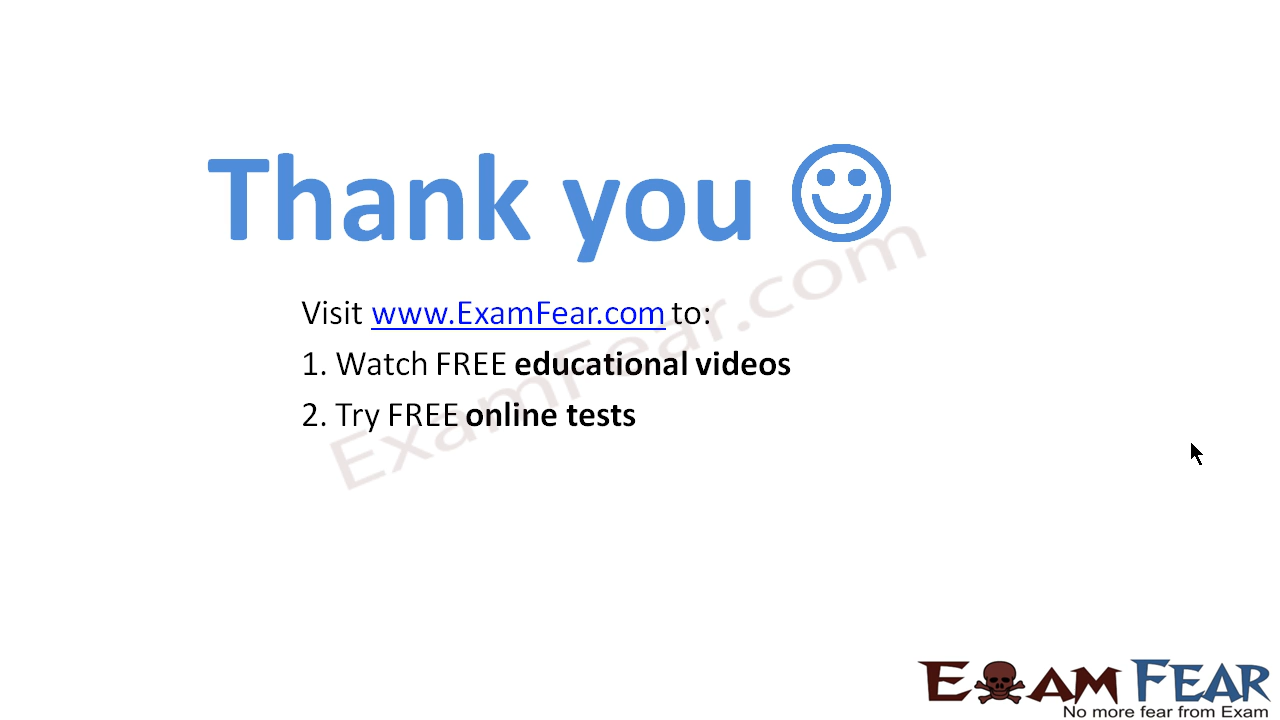 Thank you
Visit www.ExamFear.com to:
1. Watch FREE educational videos
2. Try FREE online tests
ExamFear.com
EXAM FEAR
No more fear from Exam